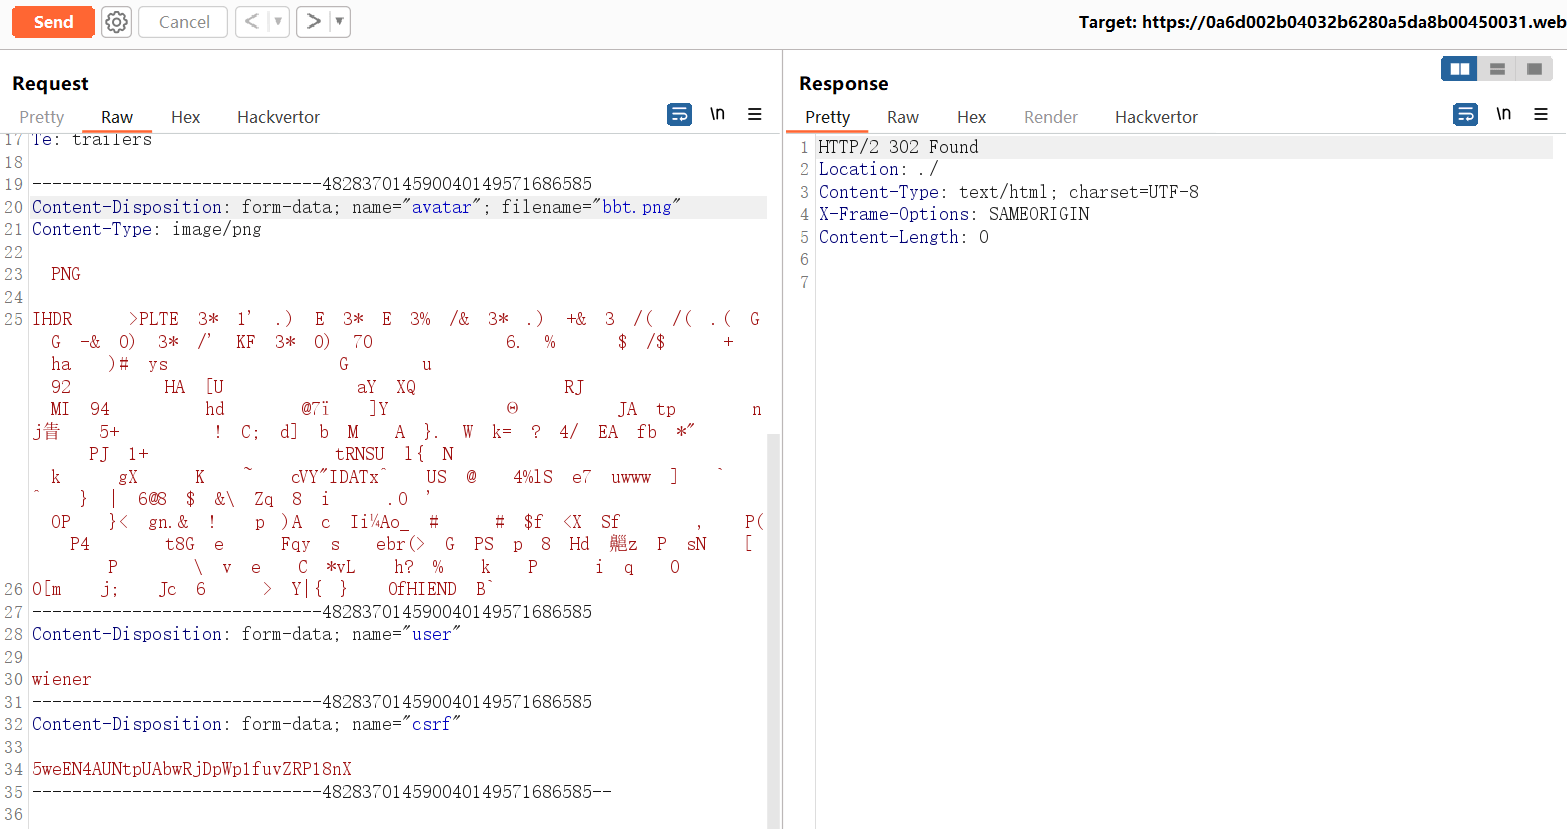 Send
Cancel
<
>
Target: https://0a6d002b04032b6280a5da8b00450031.web
Request
Pretty Raw Hex Hackvertor
\n
17 Te: trailers
18
19 -----------------------------482837014590040149571686585
20 Content-Disposition: form-data; name="avatar"; filename="bbt.png"
21 Content-Type: image/png
22
23 PNG
24
25 IHDR >PLTE 3* 1' .) E 3* E 3% /& 3* .) +& 3 /( /( .( G
G -& 0) 3* /' KF 3* 0) 70 6. % $ /$ +
ha )# ys G u
92 HA [U aY XQ RJ
MI 94 hd @7ï ]Y Θ JA tp n
5+ ! C; d] b M A }. W k= ? 4/ EA fb *"
PJ 1+ tRNSU l{ N
k gX K ~ cVY"IDATx^ US @ 4%lS e7 uwww ] `
^ } | 6@8 $ &\ Zq 8 i .0 '
OP }< gn.& ! p )A c Ii¼Ao_ # # $f <X Sf , P(
P4 t8G e Fqy s ebr(> G PS p 8 Hd z P sN [
P \ v e C *vL h? % k P i q 0
26 0[m j; Jc 6 > Y|{ } OfHIEND B`
27 -----------------------------482837014590040149571686585
28 Content-Disposition: form-data; name="user"
29
30 wiener
31 -----------------------------482837014590040149571686585
32 Content-Disposition: form-data; name="csrf"
33
34 5weEN4AUNtpUAbwRjDpWp1fuvZRP18nX
35 -----------------------------482837014590040149571686585--
36
Response
Pretty Raw Hex Render Hackvertor
\n
1 HTTP/2 302 Found
2 Location: ./
3 Content-Type: text/html; charset=UTF-8
4 X-Frame-Options: SAMEORIGIN
5 Content-Length: 0
6
7